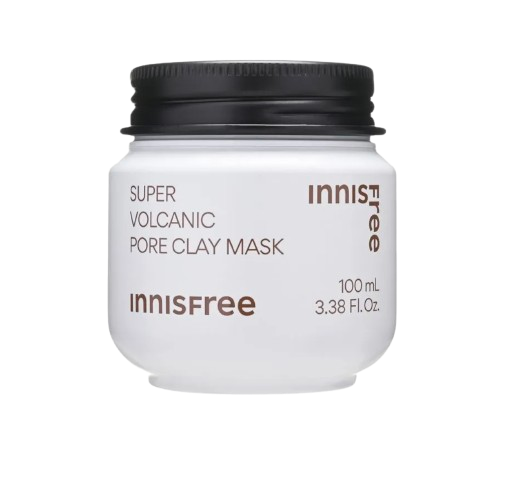 SUPER
VOLCANIC
PORE CLAY MASK
INNISFree
INNISFree
100 mL
3.38 Fl.Oz.